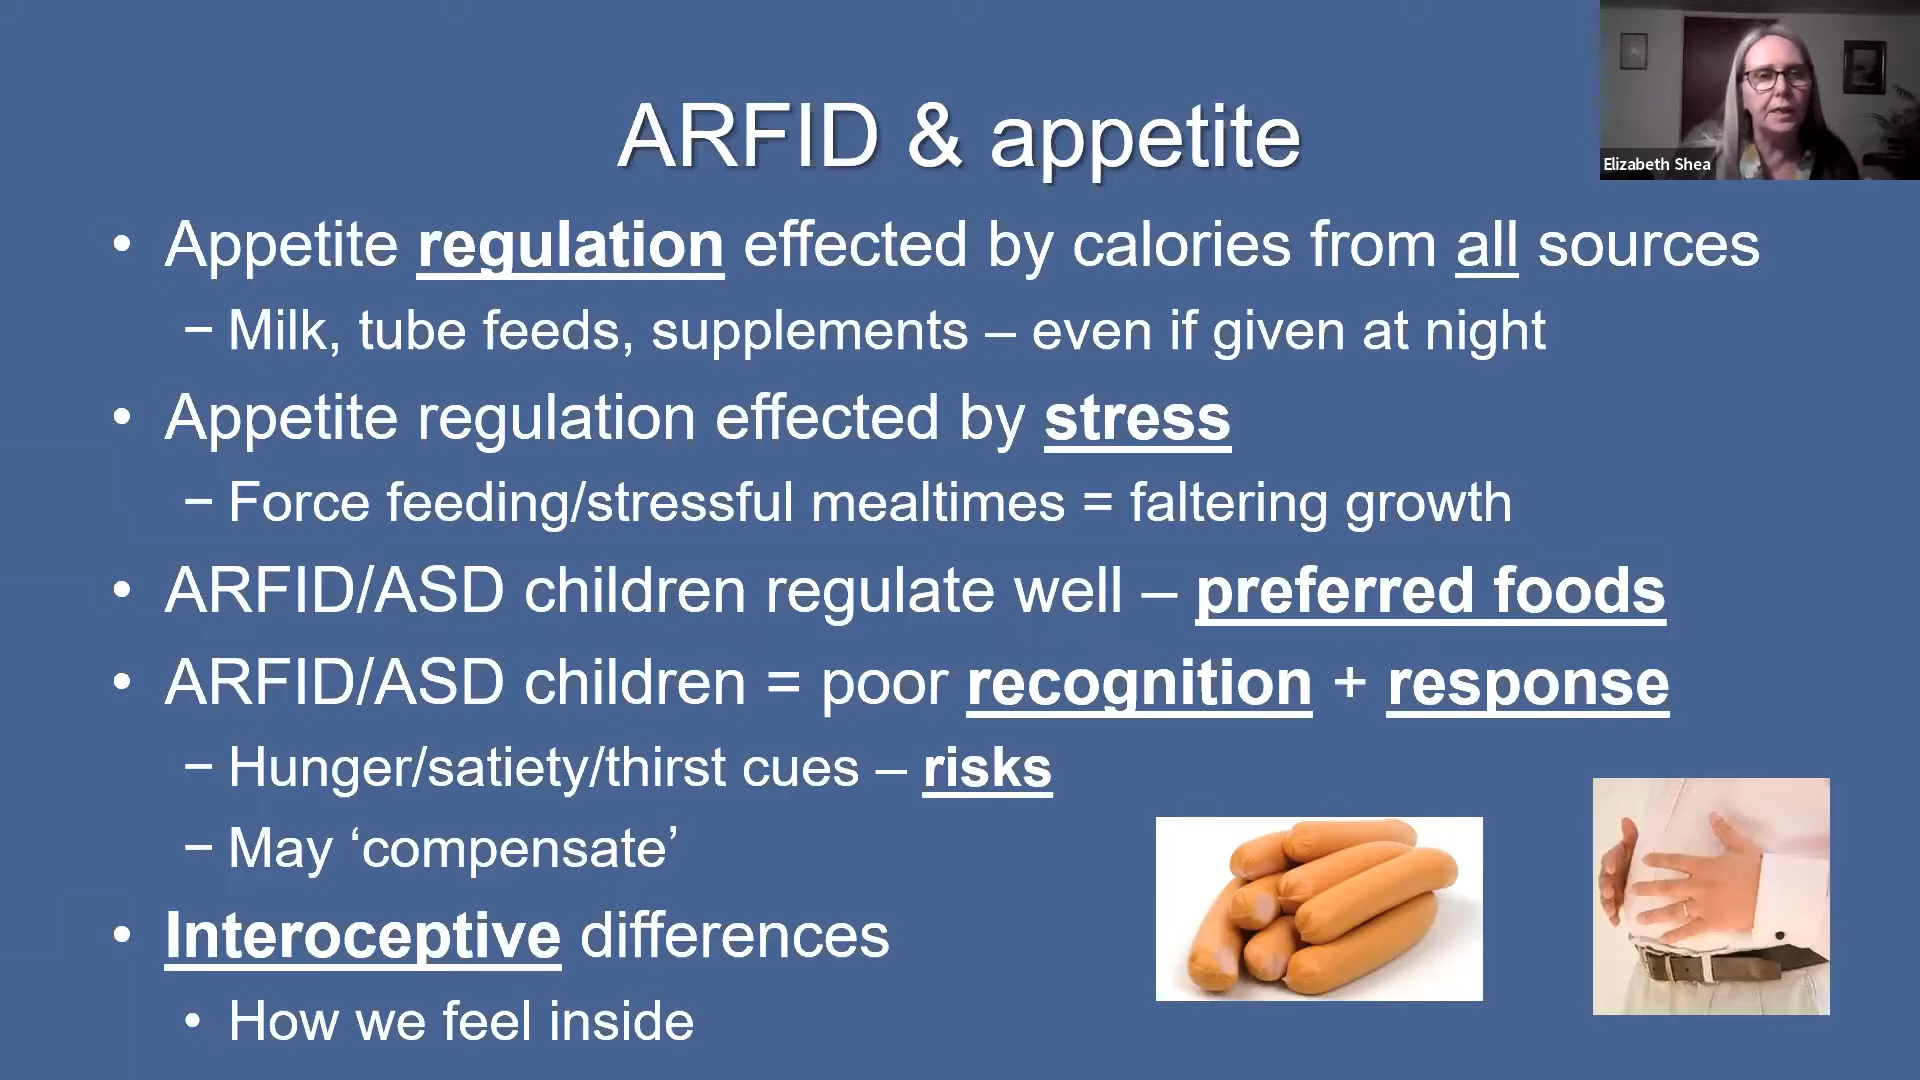 ARFID & appetite
Elizabeth Shea
• Appetite regulation effected by calories from all sources
– Milk, tube feeds, supplements – even if given at night
• Appetite regulation effected by stress
– Force feeding/stressful mealtimes = faltering growth
• ARFID/ASD children regulate well – preferred foods
• ARFID/ASD children = poor recognition + response
– Hunger/satiety/thirst cues – risks
– May ‘compensate’
• Interoceptive differences
• How we feel inside